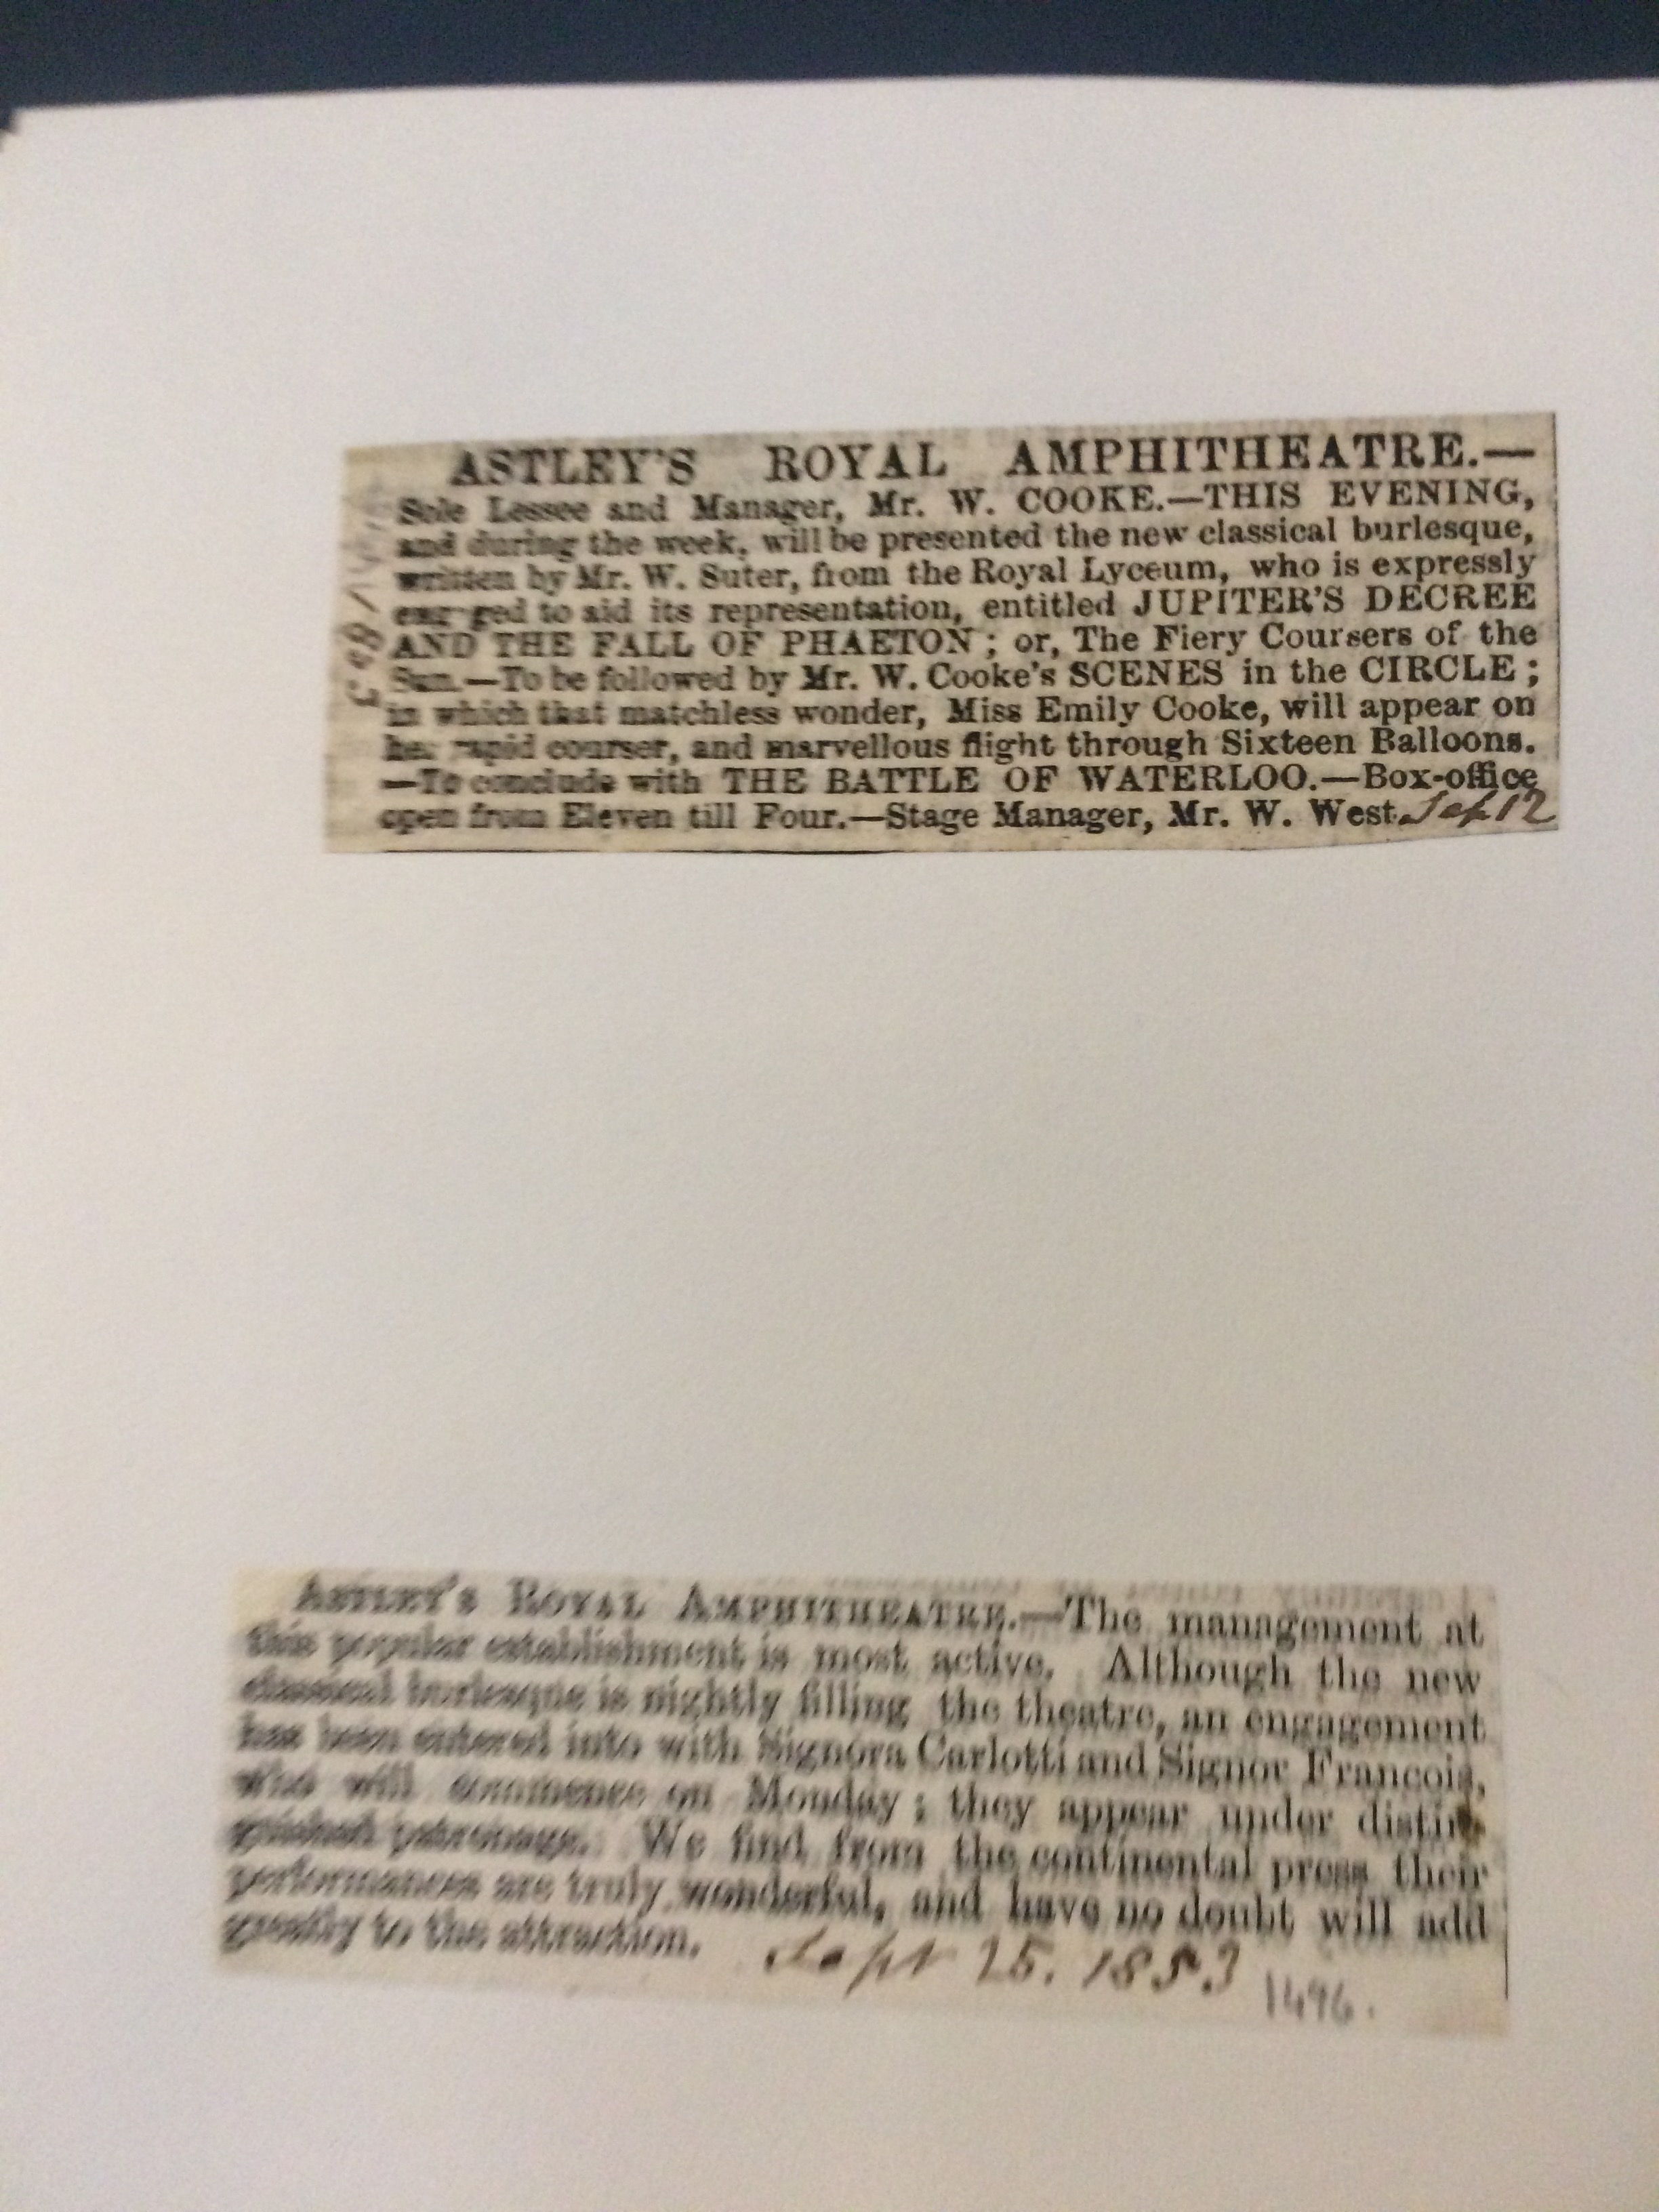 ASTLEY'S ROYAL AMPHITHEATRE.—
Sole Lessee and Manager, Mr. W. COOKE.—THIS EVENING,
and during the week, will be presented the new classical burlesque,
written by Mr. W. Suter, from the Royal Lyceum, who is expressly
engaged to aid its representation, entitled JUPITER'S DECREE
AND THE FALL OF PHAETON; or, The Fiery Coursers of the
Sun.—To be followed by Mr. W. Cooke's SCENES in the CIRCLE;
in which that matchless wonder, Miss Emily Cooke, will appear on
her rapid courser, and marvellous flight through Sixteen Balloons.
—To conclude with THE BATTLE OF WATERLOO.—Box-office
open from Eleven till Four.—Stage Manager, Mr. W. West. Sep 12
1853
ASTLEY'S ROYAL AMPHITHEATRE.—The management at
this popular establishment is most active. Although the new
classical burlesque is nightly filling the theatre, an engagement
has been entered into with Signora Carlotti and Signor Francois,
who will commence on Monday; they appear under distin-
guished patronage. We find from the continental press their
performances are truly wonderful, and have no doubt will add
greatly to the attraction. Sept 25. 1853
1496.